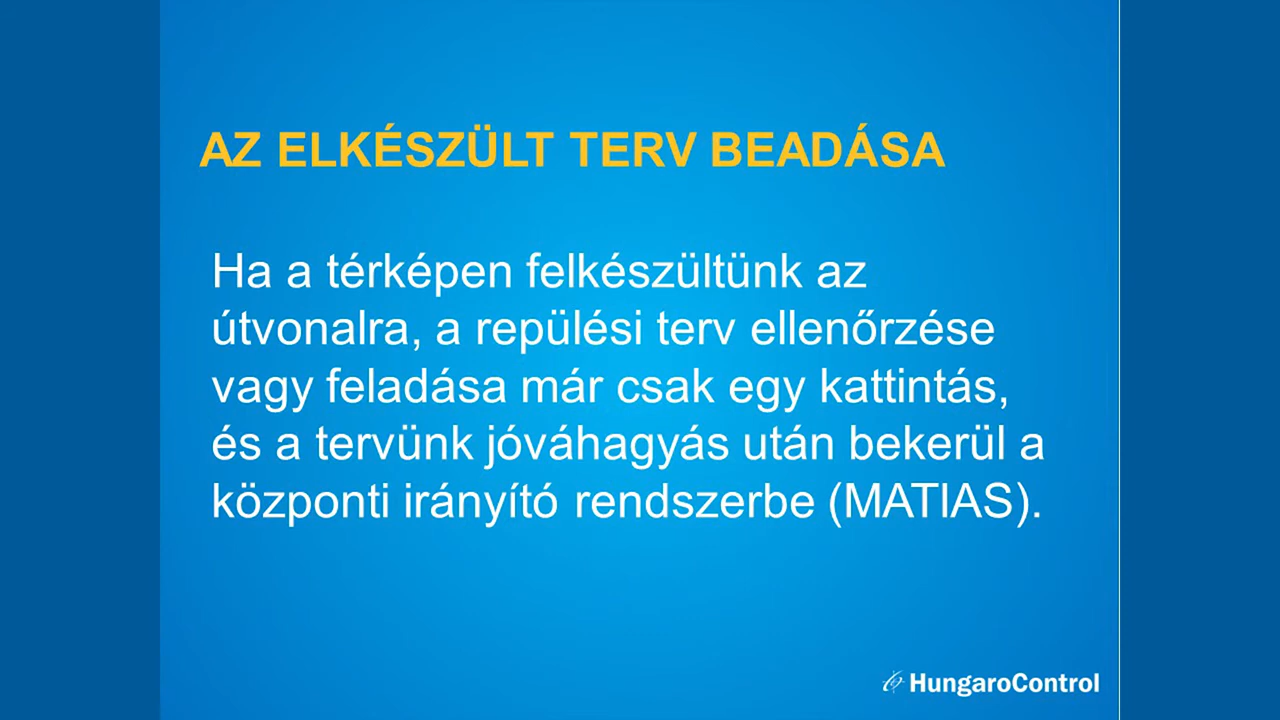 AZ ELKÉSZÜLT TERV BEADÁSA
Ha a térképen felkészültünk az
útvonalra, a repülési terv ellenőrzése
vagy feladása már csak egy kattintás,
és a tervünk jóváhagyás után bekerül a
központi irányító rendszerbe (MATIAS).
HungaroControl